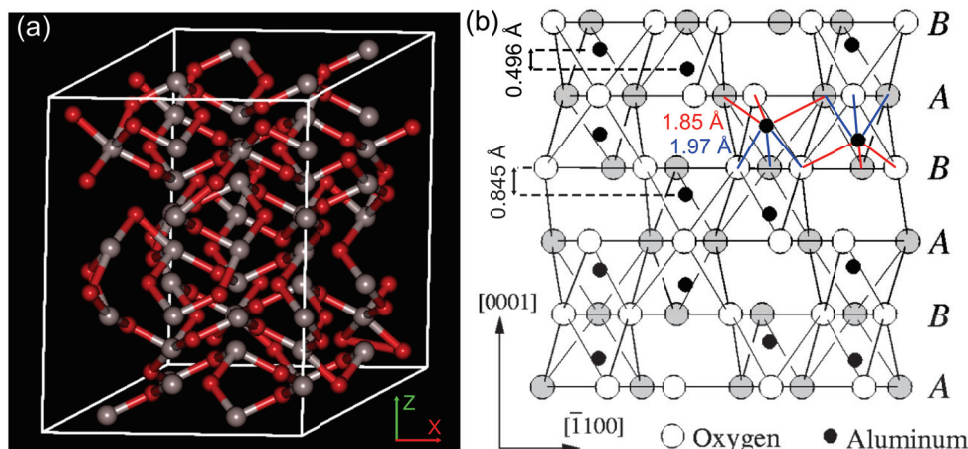 (a)
Z
X
(b)
0.496 Å
1.85 Å
1.97 Å
0.845 Å
B
A
B
A
B
A
[0001]
[1̄100]
Oxygen
Aluminum